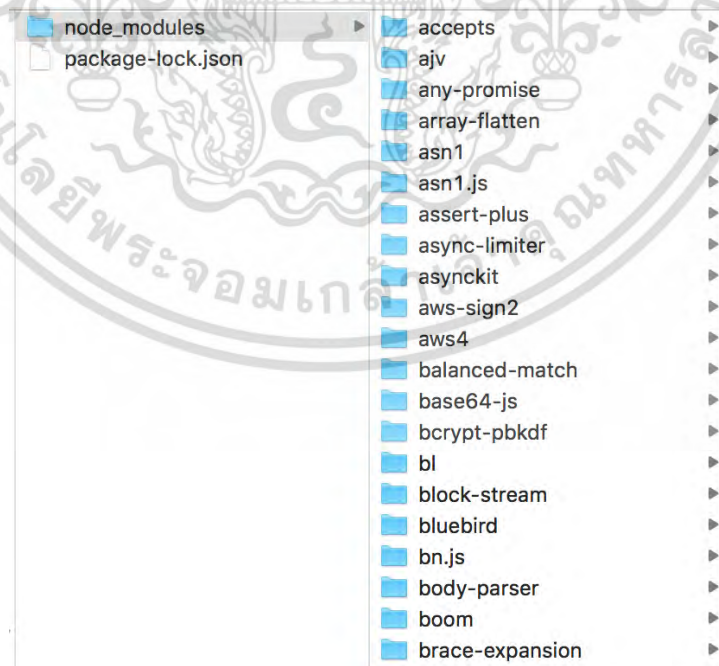 node_modules
package-lock.json
accepts
ajv
any-promise
array-flatten
asn1
asn1.js
assert-plus
async-limiter
asynckit
aws-sign2
aws4
balanced-match
base64-js
bcrypt-pbkdf
bl
block-stream
bluebird
bn.js
body-parser
boom
brace-expansion